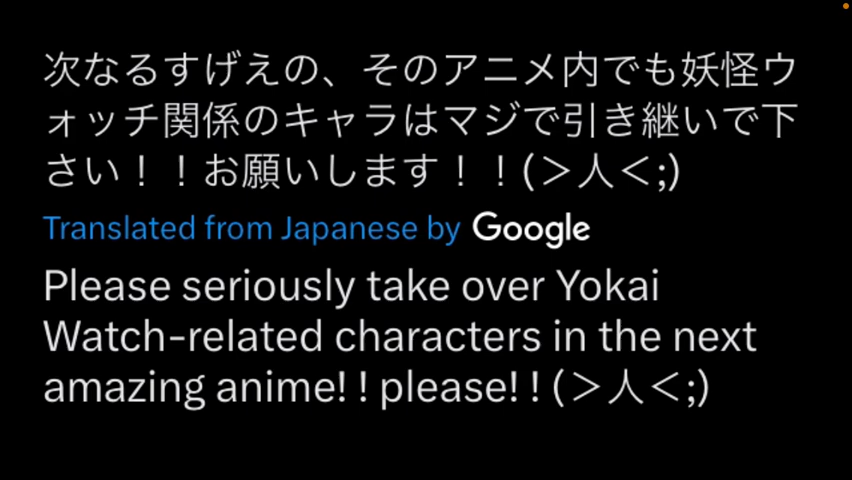 次なるすげえの、そのアニメ内でも妖怪ウ
ォッチ関係のキャラはマジで引き継いで下
さい！！お願いします！！(＞人＜;)
Translated from Japanese by Google
Please seriously take over Yokai
Watch-related characters in the next
amazing anime! ! please! ! (＞人＜;)